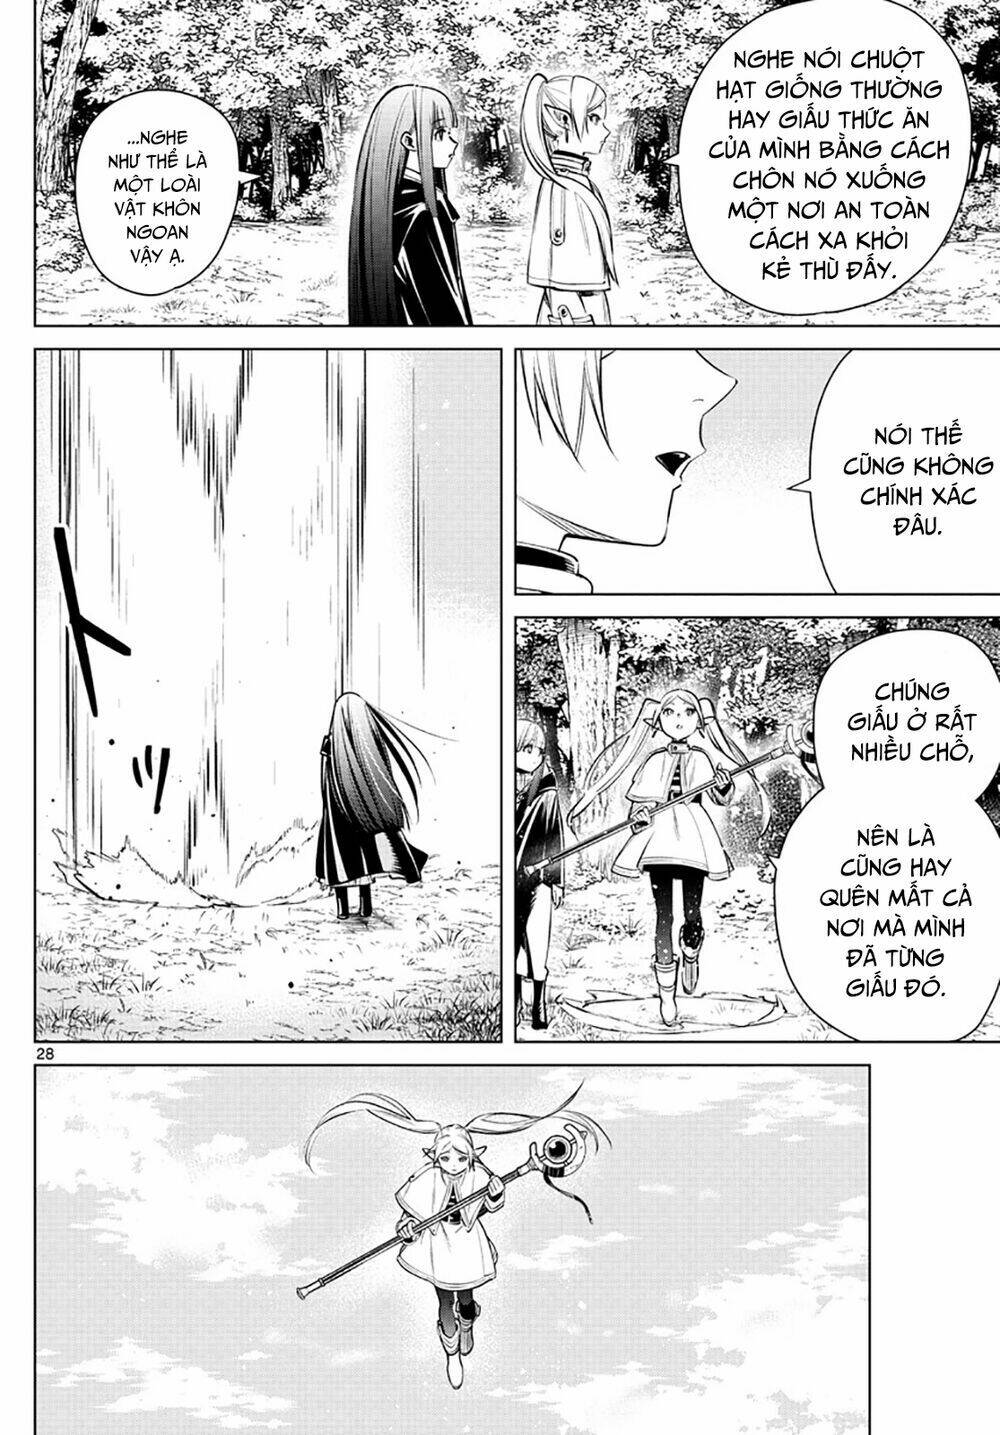 NGHE NÓI CHUỘT
HẠT GIỐNG THƯỜNG
HAY GIẤU THỨC ĂN
CỦA MÌNH BẰNG CÁCH
CHÔN NÓ XUỐNG
MỘT NƠI AN TOÀN
CÁCH XA KHỎI
KẺ THÙ ĐẤY.
...NGHE
NHƯ THỂ LÀ
MỘT LOÀI
VẬT KHÔN
NGOAN
VẬY Ạ.
NÓI THẾ
CŨNG KHÔNG
CHÍNH XÁC
ĐÂU.
CHÚNG
GIẤU Ở RẤT
NHIỀU CHỖ,
NÊN LÀ
CŨNG HAY
QUÊN MẤT CẢ
NƠI MÀ MÌNH
ĐÃ TỪNG
GIẤU ĐÓ.
トッ
28